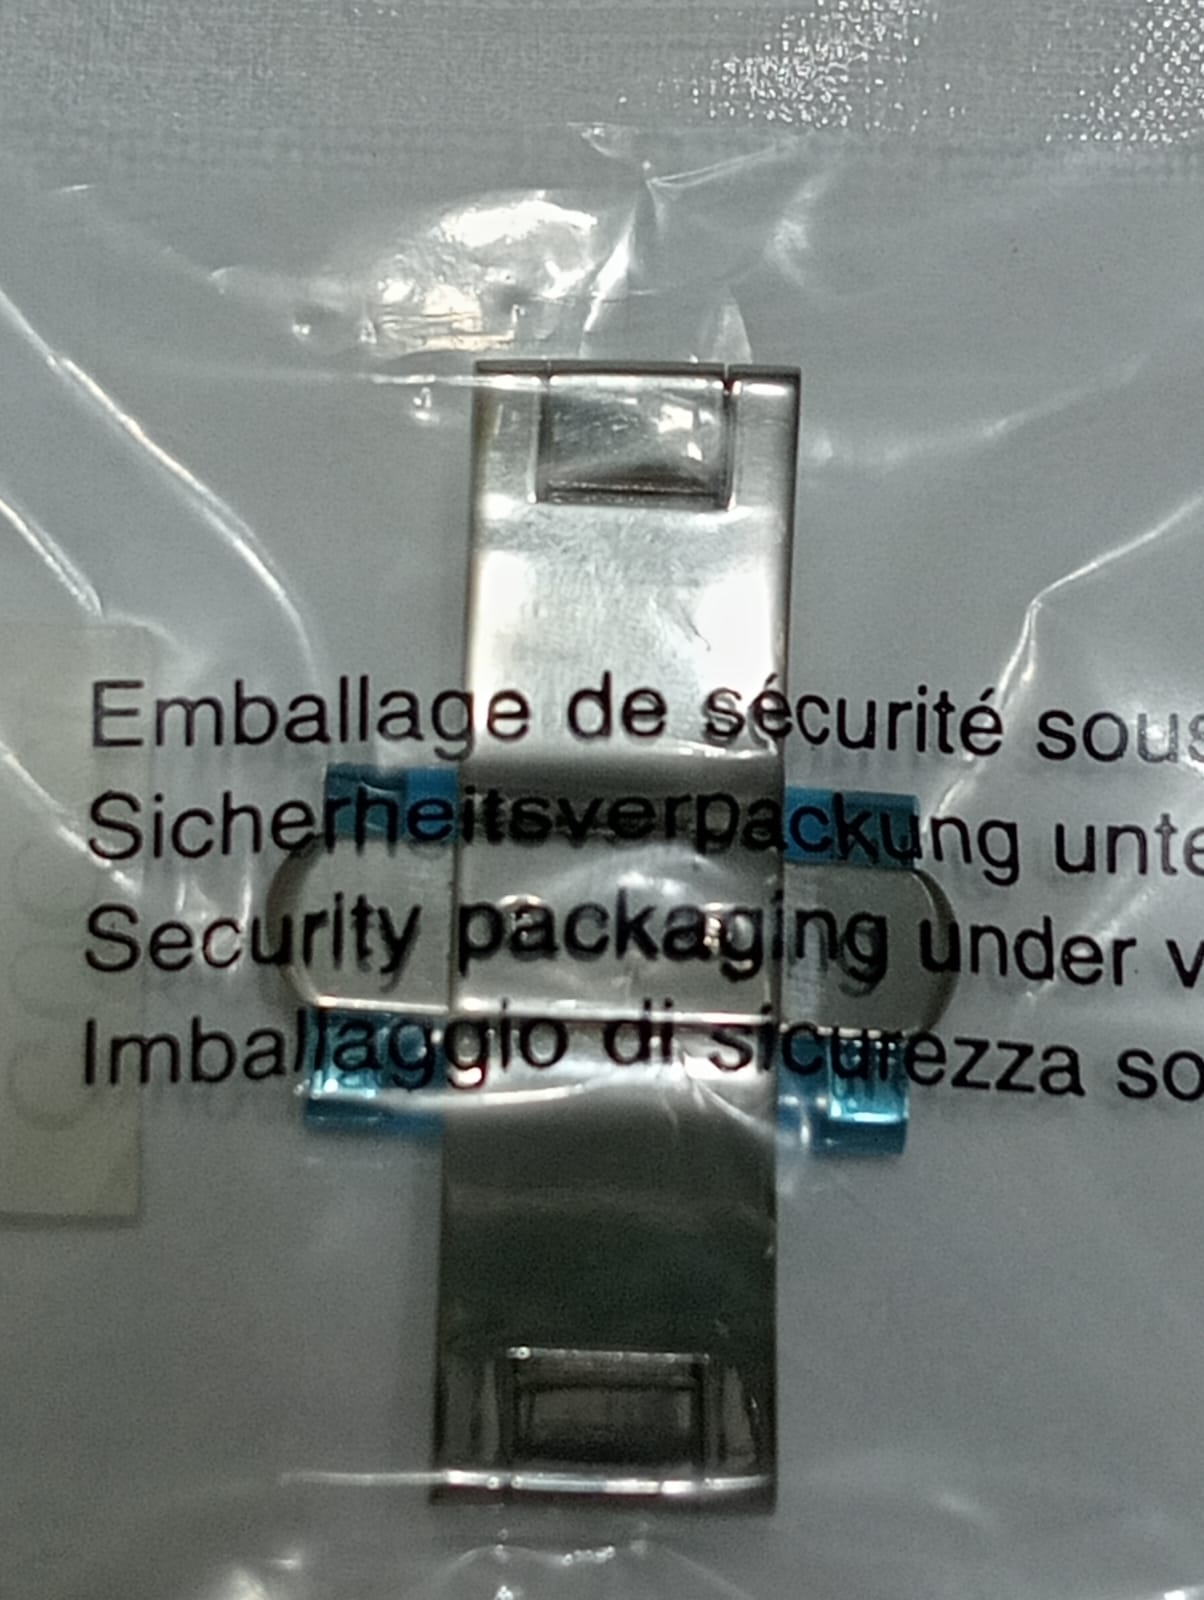 Emballage de sécurité sous
Sicherheitsverpackung unte
Security packaging under v
Imballaggio di sicurezza so